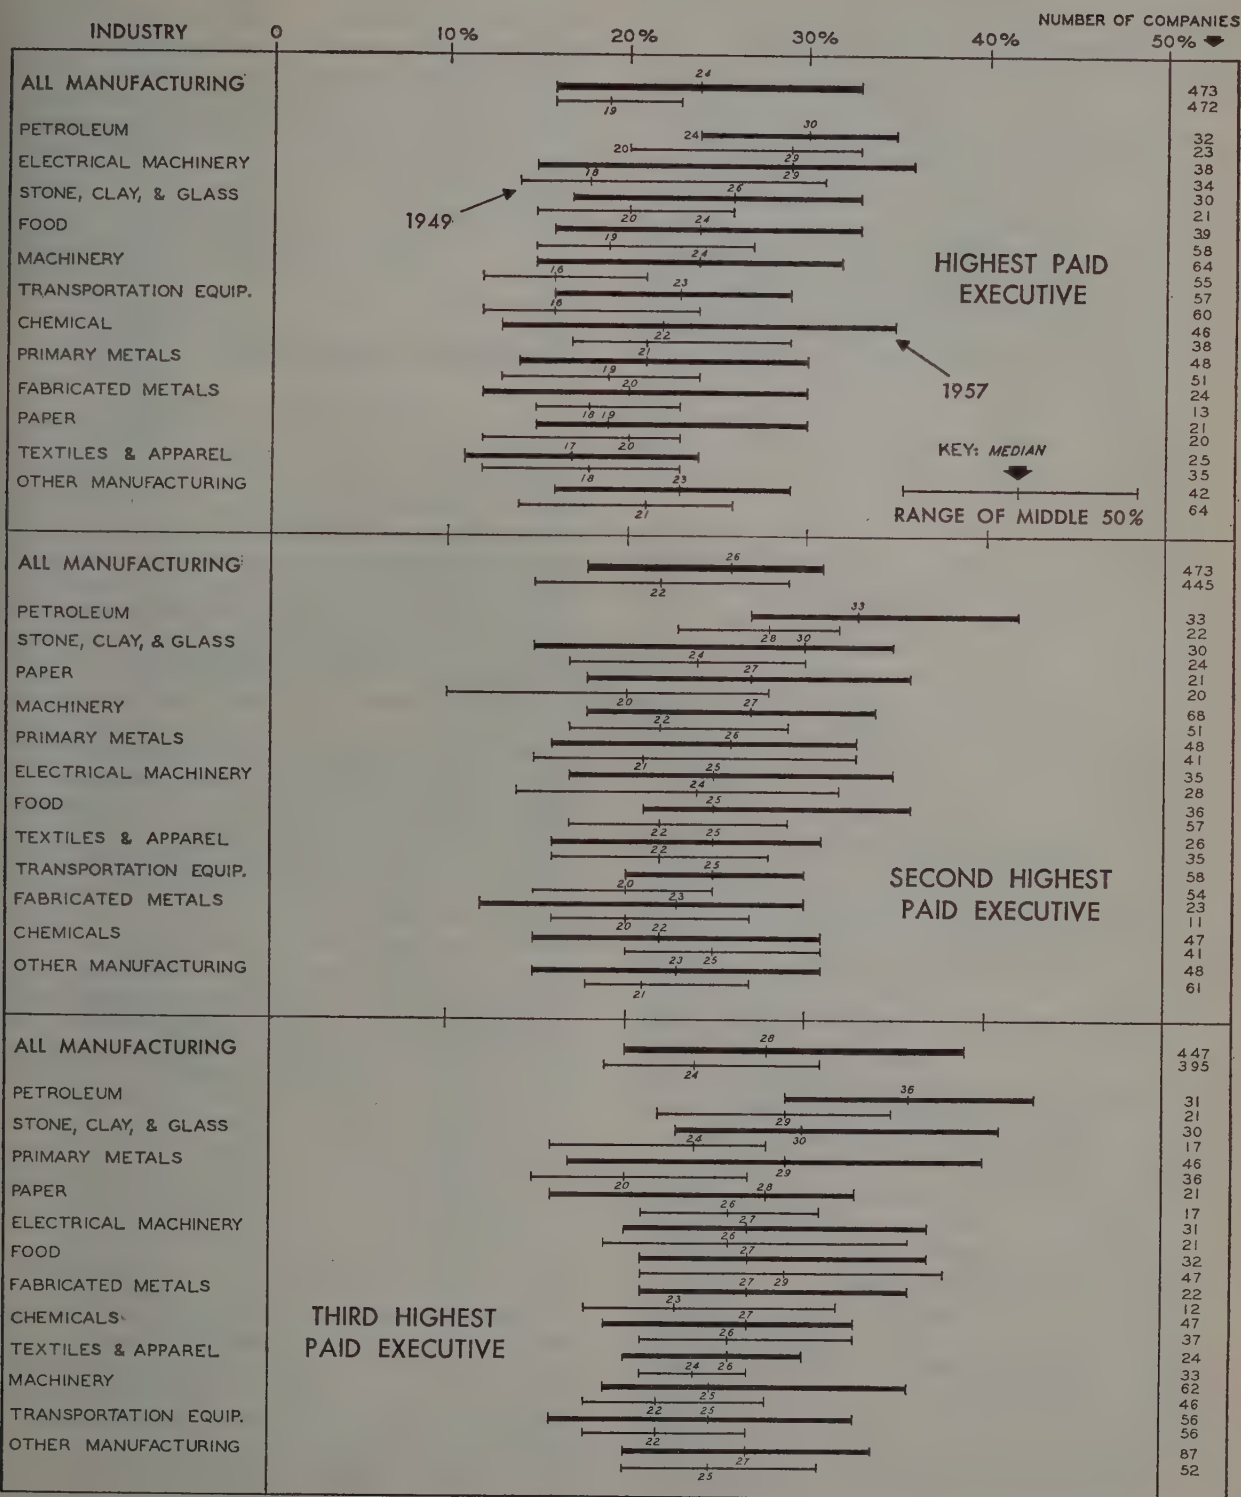 NUMBER OF COMPANIES
INDUSTRY 0 10% 20% 30% 40% 50%
ALL MANUFACTURING 24 473
19 472
PETROLEUM 24 30 32
20 29 23
ELECTRICAL MACHINERY 29 38
18 34
STONE, CLAY, & GLASS 26 30
1949 20 21
FOOD 24 39
19 58
MACHINERY 24 64
16 55
HIGHEST PAID
EXECUTIVE
TRANSPORTATION EQUIP. 23 57
16 60
CHEMICAL 22 46
21 38
PRIMARY METALS 48
19 51
1957
FABRICATED METALS 20 24
18 13
PAPER 19 21
20 20
TEXTILES & APPAREL 17 25
18 35
KEY: MEDIAN
OTHER MANUFACTURING 23 42
21 64
RANGE OF MIDDLE 50%
ALL MANUFACTURING 26 473
22 445
PETROLEUM 33 33
28 22
STONE, CLAY, & GLASS 30 30
24 24
PAPER 27 21
20 20
MACHINERY 27 68
22 51
PRIMARY METALS 26 48
21 41
ELECTRICAL MACHINERY 25 35
24 28
FOOD 25 36
22 57
TEXTILES & APPAREL 25 26
22 35
TRANSPORTATION EQUIP. 25 58
20 54
SECOND HIGHEST
PAID EXECUTIVE
FABRICATED METALS 23 23
20 11
CHEMICALS 22 47
25 41
OTHER MANUFACTURING 23 48
21 61
ALL MANUFACTURING 28 447
24 395
PETROLEUM 36 31
29 21
STONE, CLAY, & GLASS 30 30
24 17
PRIMARY METALS 29 46
20 36
PAPER 28 21
26 17
ELECTRICAL MACHINERY 27 31
26 21
FOOD 27 32
29 47
FABRICATED METALS 27 22
23 12
THIRD HIGHEST
PAID EXECUTIVE
CHEMICALS 27 47
26 37
TEXTILES & APPAREL 26 24
24 33
MACHINERY 25 62
22 46
TRANSPORTATION EQUIP. 25 56
22 56
OTHER MANUFACTURING 27 87
25 52